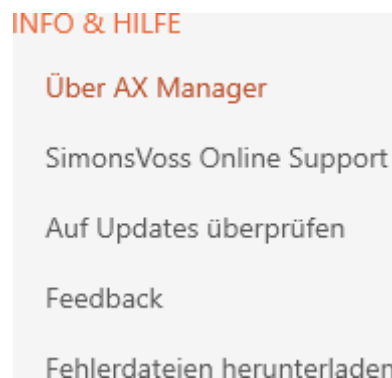 INFO & HILFE
Über AX Manager
SimonsVoss Online Support
Auf Updates überprüfen
Feedback
Fehlerdateien herunterladen